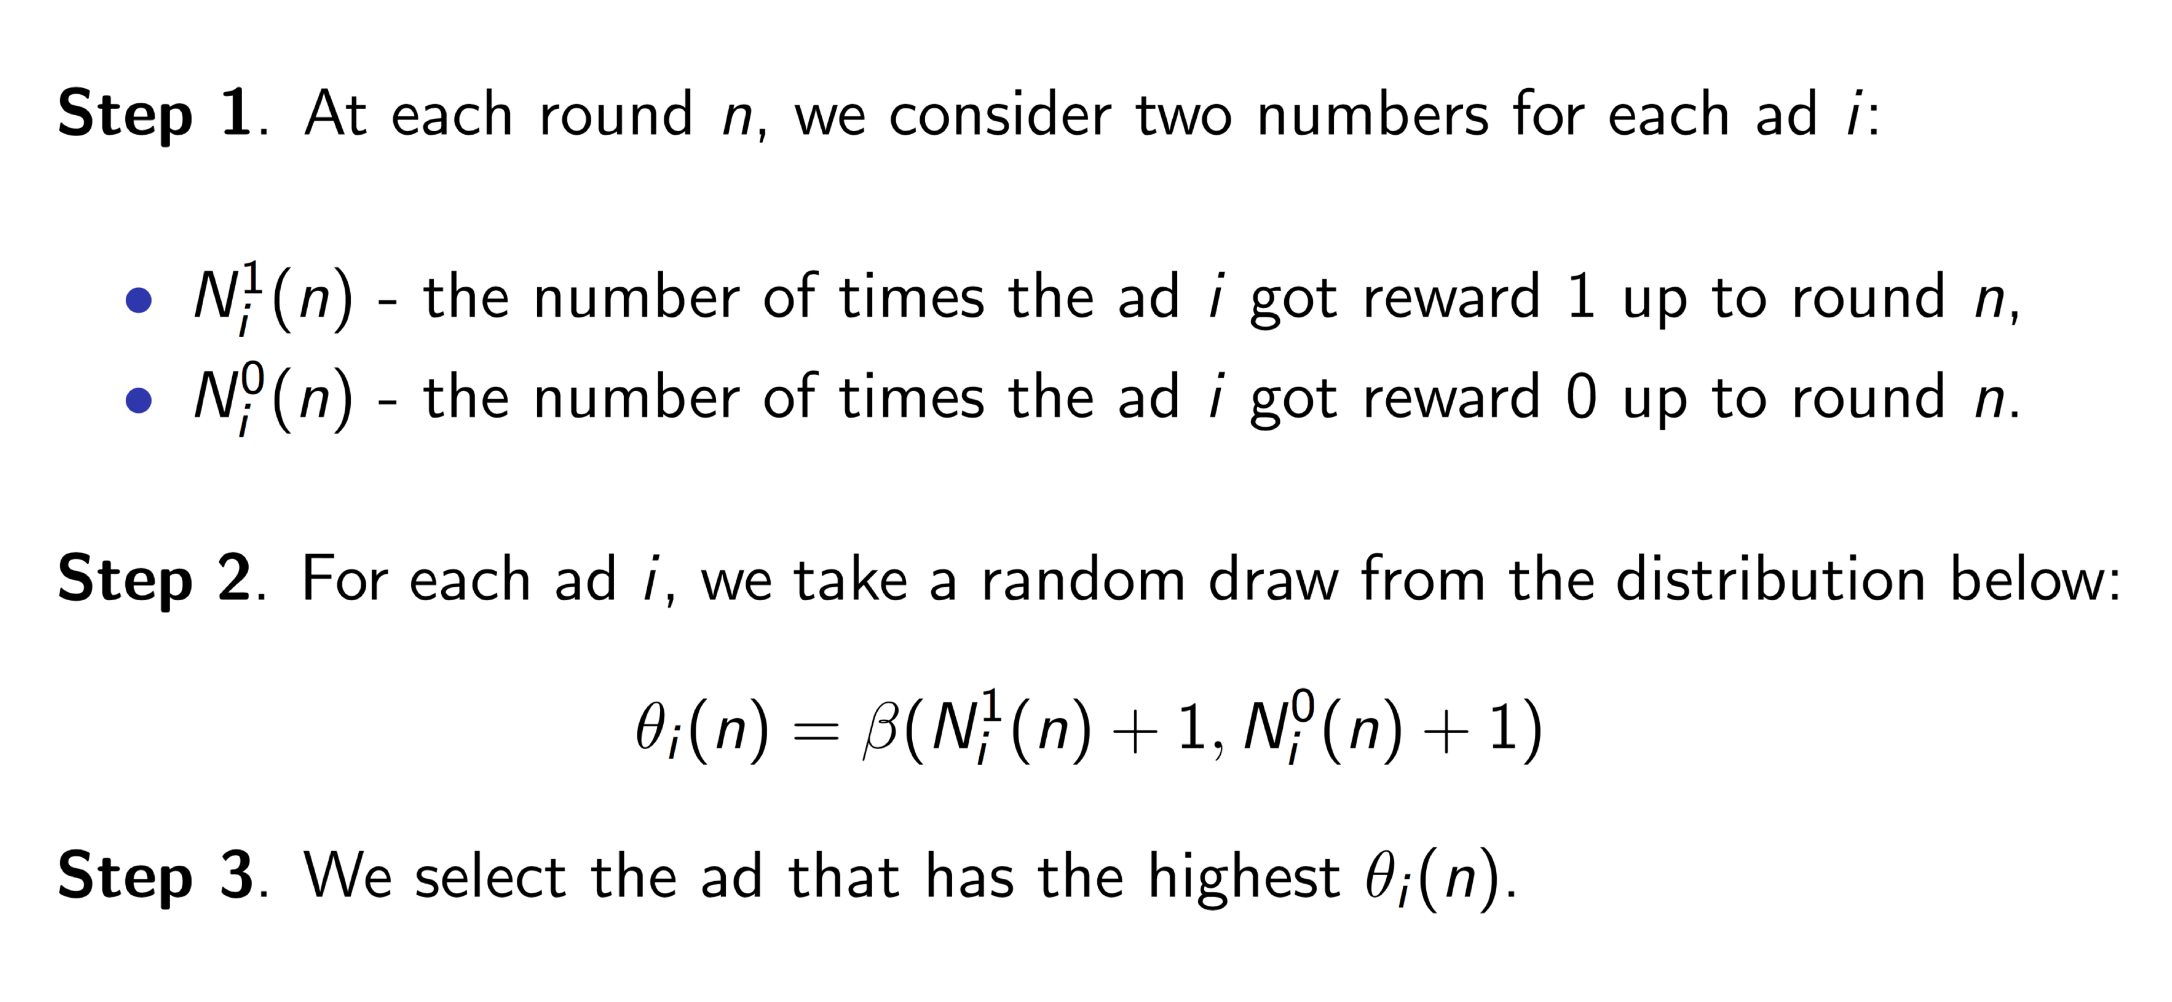 Step 1. At each round n, we consider two numbers for each ad i:
• N_i^1(n) - the number of times the ad i got reward 1 up to round n,
• N_i^0(n) - the number of times the ad i got reward 0 up to round n.
Step 2. For each ad i, we take a random draw from the distribution below:
θ_i(n) = β(N_i^1(n) + 1, N_i^0(n) + 1)
Step 3. We select the ad that has the highest θ_i(n).